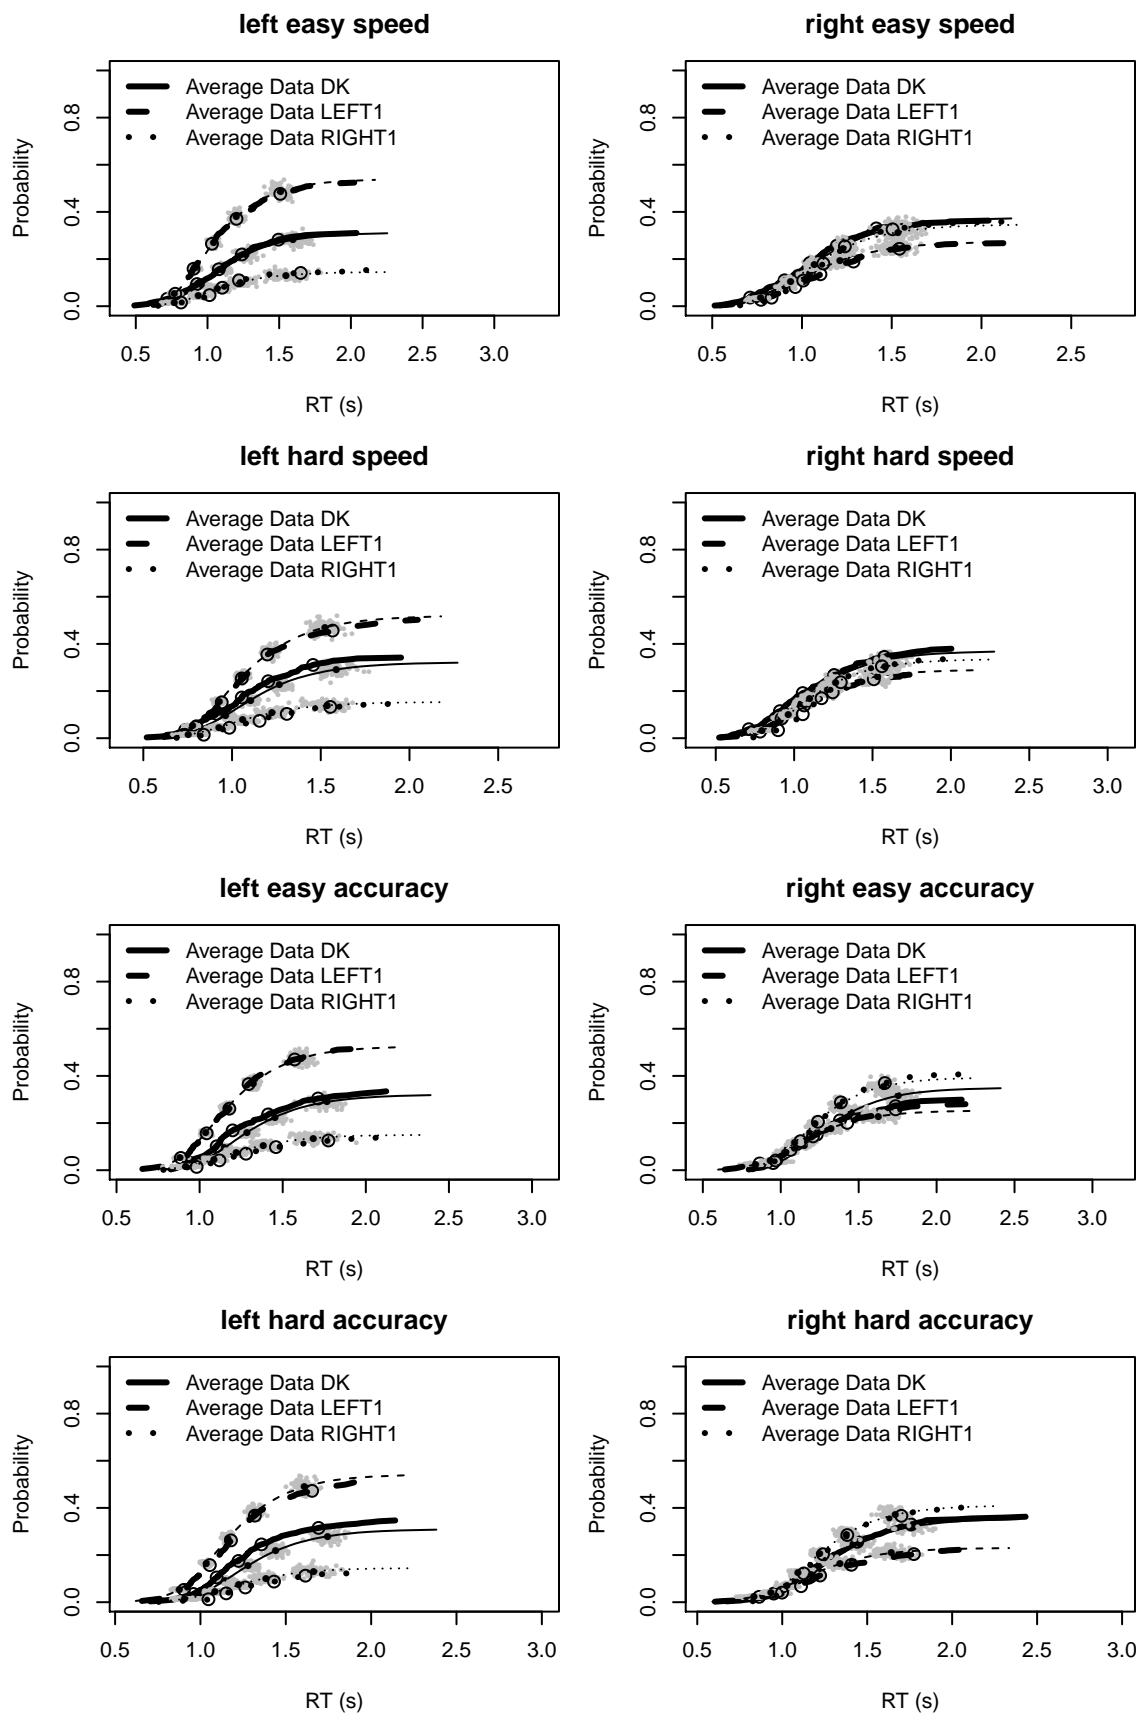 left easy speed
Average Data DK
Average Data LEFT1
Average Data RIGHT1
Probability
0.0 0.4 0.8
0.5 1.0 1.5 2.0 2.5 3.0
RT (s)
right easy speed
Average Data DK
Average Data LEFT1
Average Data RIGHT1
Probability
0.0 0.4 0.8
0.5 1.0 1.5 2.0 2.5
RT (s)
left hard speed
Average Data DK
Average Data LEFT1
Average Data RIGHT1
Probability
0.0 0.4 0.8
0.5 1.0 1.5 2.0 2.5
RT (s)
right hard speed
Average Data DK
Average Data LEFT1
Average Data RIGHT1
Probability
0.0 0.4 0.8
0.5 1.0 1.5 2.0 2.5 3.0
RT (s)
left easy accuracy
Average Data DK
Average Data LEFT1
Average Data RIGHT1
Probability
0.0 0.4 0.8
0.5 1.0 1.5 2.0 2.5 3.0
RT (s)
right easy accuracy
Average Data DK
Average Data LEFT1
Average Data RIGHT1
Probability
0.0 0.4 0.8
0.5 1.0 1.5 2.0 2.5 3.0
RT (s)
left hard accuracy
Average Data DK
Average Data LEFT1
Average Data RIGHT1
Probability
0.0 0.4 0.8
0.5 1.0 1.5 2.0 2.5 3.0
RT (s)
right hard accuracy
Average Data DK
Average Data LEFT1
Average Data RIGHT1
Probability
0.0 0.4 0.8
0.5 1.0 1.5 2.0 2.5 3.0
RT (s)